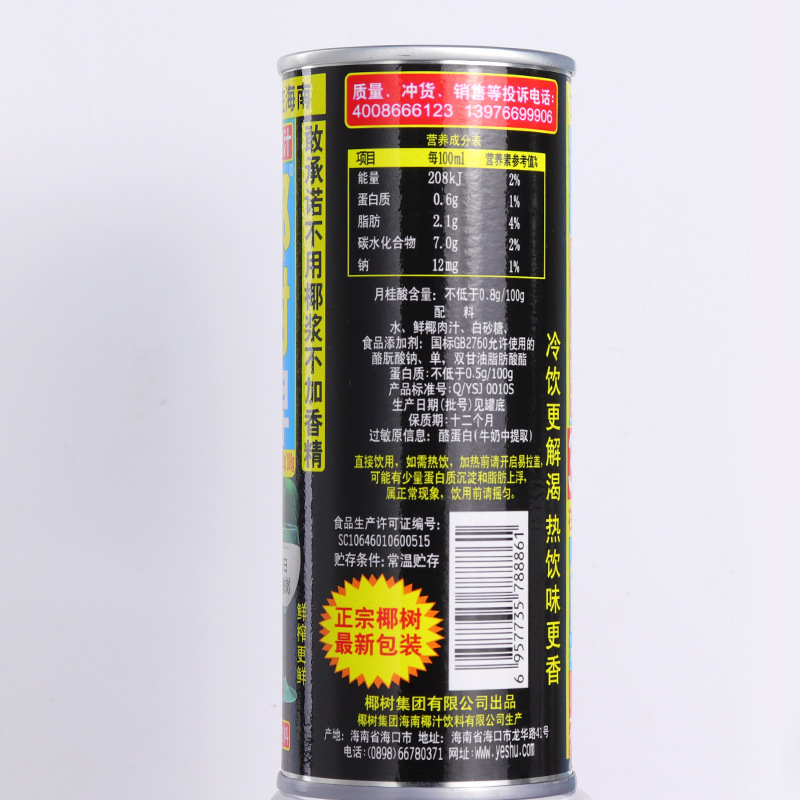 海南
汁
敢承诺不用椰浆不加香精
鲜榨更鲜
质量、冲货、销售等投诉电话:
4008666123 13976699906
营养成分表
项目 每100ml 营养素参考值%
能量 208kJ 2%
蛋白质 0.6g 1%
脂肪 2.1g 4%
碳水化合物 7.0g 2%
钠 12mg 1%
月桂酸含量: 不低于0.8g/100g
配 料
水、鲜椰肉汁、白砂糖、
食品添加剂: 国标GB2760允许使用的
酪朊酸钠、单,双甘油脂肪酸酯
蛋白质:不低于0.5g/100g
产品标准号:Q/YSJ 0010S
生产日期(批号)见罐底
保质期:十二个月
过敏原信息: 酪蛋白(牛奶中提取)
直接饮用,如需热饮,加热前请开启易拉盖,
可能有少量蛋白质沉淀和脂肪上浮,
属正常现象,饮用前请摇匀。
食品生产许可证编号:
SC10646010600515
贮存条件:常温贮存
正宗椰树
最新包装
6 957735 788861
冷饮更解渴 热饮味更香
椰树集团有限公司出品
椰树集团海南椰汁饮料有限公司生产
产地: 海南省海口市 地址: 海南省海口市龙华路41号
电话:(0898)66780371 网址:www.yeshu.com